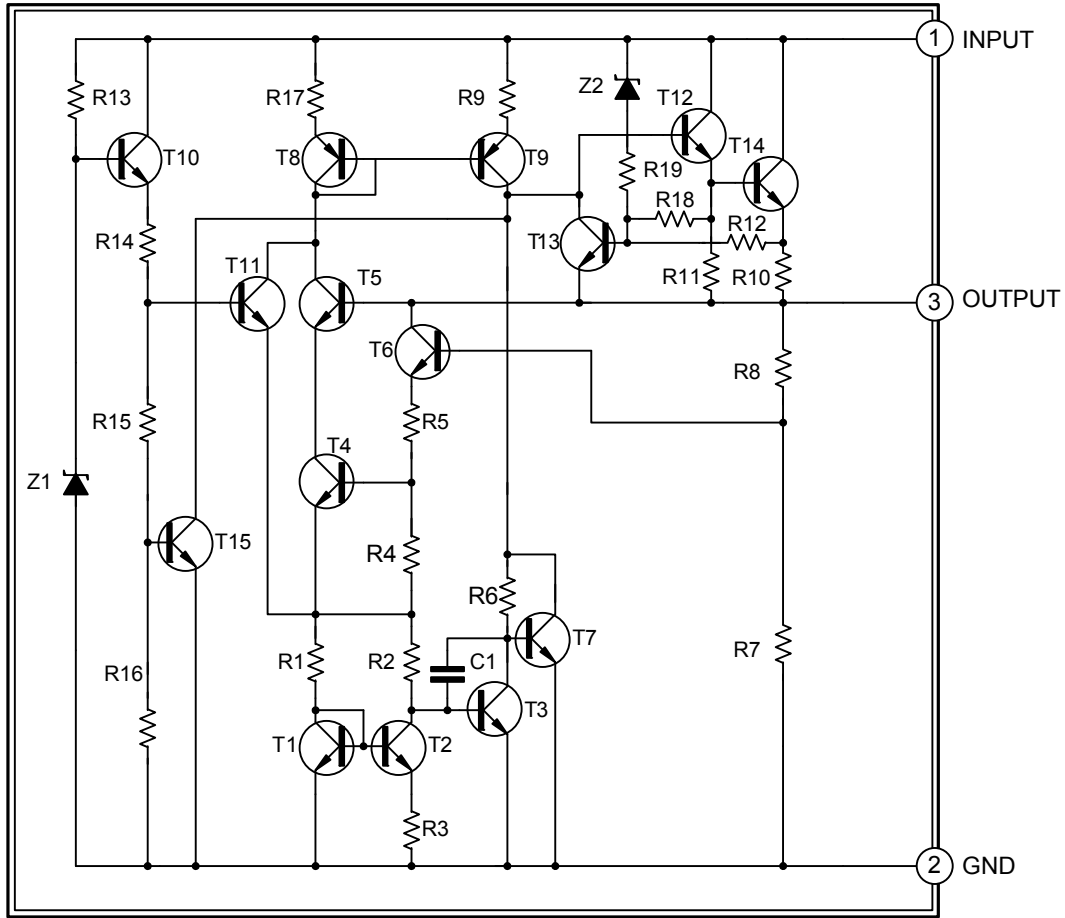 1 INPUT
R13
R17
R9
Z2
T12
T10
T8
T9
T14
R19
R18
R12
R14
T13
T11
T5
R11
R10
3 OUTPUT
T6
R8
R15
R5
T4
Z1
T15
R4
R6
T7
R1
R2
C1
R7
R16
T3
T1
T2
R3
2 GND